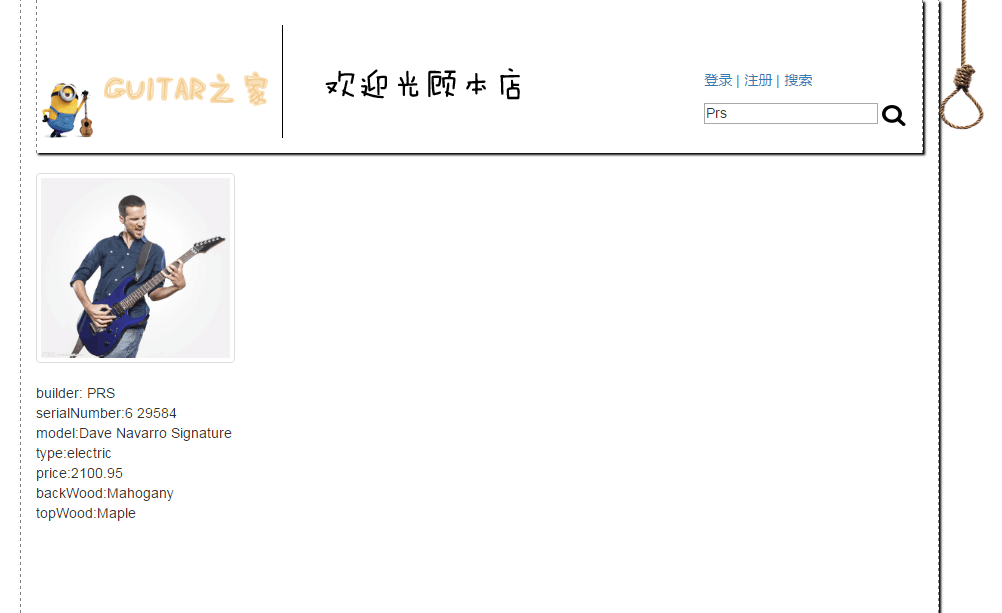 GUITAR之家
欢迎光顾本店
登录 | 注册 | 搜索
Prs
builder: PRS
serialNumber:6 29584
model:Dave Navarro Signature
type:electric
price:2100.95
backWood:Mahogany
topWood:Maple